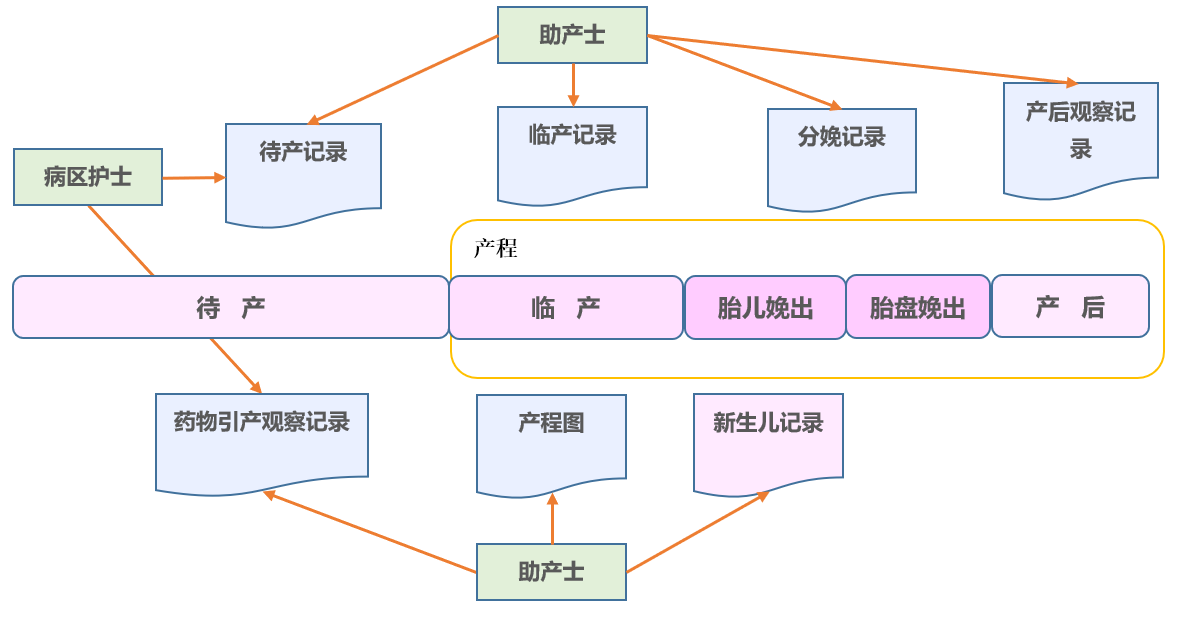 助产士
产后观察记
录
临产记录
分娩记录
待产记录
病区护士
产程
待 产
临 产
胎儿娩出
胎盘娩出
产 后
药物引产观察记录
产程图
新生儿记录
助产士